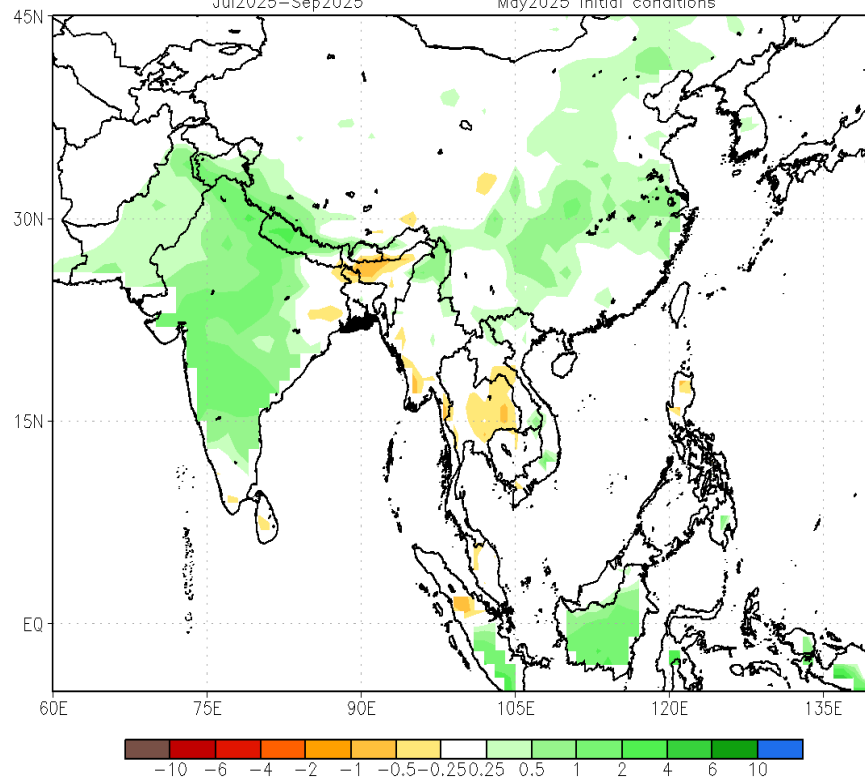 Jul2025−Sep2025 May2025 initial conditions
45N
30N
15N
EQ
60E 75E 90E 105E 120E 135E
−10 −6 −4 −2 −1 −0.5 −0.25 0.25 0.5 1 2 4 6 10